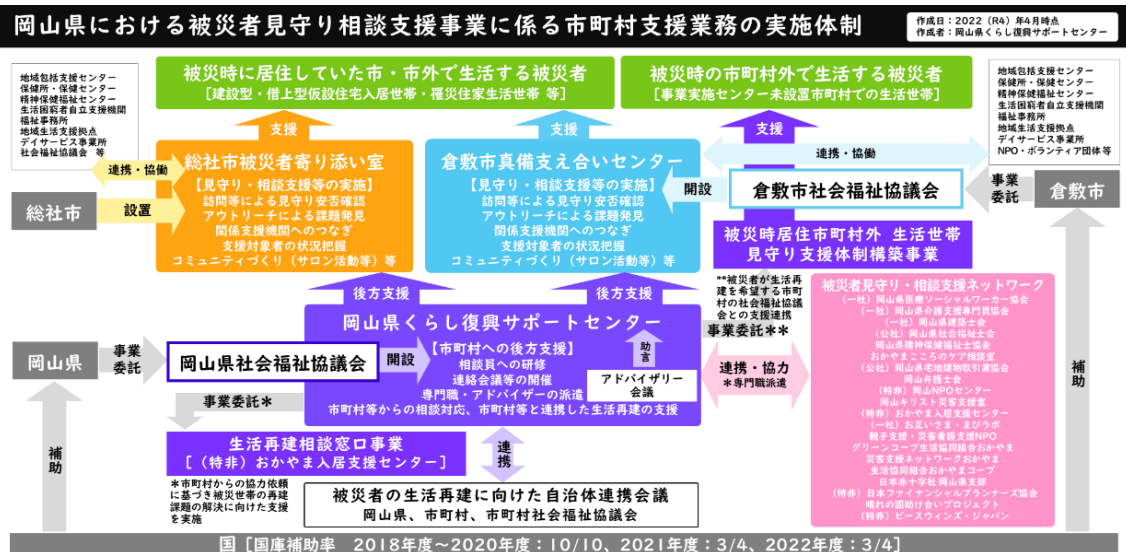 岡山県における被災者見守り相談支援事業に係る市町村支援業務の実施体制
作成日：2022（R4）年4月時点
作成者：岡山県くらし復興サポートセンター
地域包括支援センター
保健所・保健センター
精神保健福祉センター
生活困窮者自立支援機関
福祉事務所
地域生活支援拠点
デイサービス事業所
社会福祉協議会 等
被災時に居住していた市・市外で生活する被災者
［建設型・借上型仮設住宅入居世帯・罹災住家生活世帯 等］
被災時の市町村外で生活する被災者
［事業実施センター未設置市町村での生活世帯］
地域包括支援センター
保健所・保健センター
精神保健福祉センター
生活困窮者自立支援機関
福祉事務所
地域生活支援拠点
デイサービス事業所
NPO・ボランティア団体等
支援
支援
支援
連携・協働
総社市
設置
総社市被災者寄り添い室
【見守り・相談支援等の実施】
訪問等による見守り安否確認
アウトリーチによる課題発見
関係支援機関へのつなぎ
支援対象者の状況把握
コミュニティづくり（サロン活動等）等
倉敷市真備支え合いセンター
【見守り・相談支援等の実施】
訪問等による見守り安否確認
アウトリーチによる課題発見
関係支援機関へのつなぎ
支援対象者の状況把握
コミュニティづくり（サロン活動等）等
連携・協働
開設
倉敷市社会福祉協議会
事業
委託
倉敷市
被災時居住市町村外 生活世帯
見守り支援体制構築事業
**被災者が生活再
建を希望する市町
村の社会福祉協議
会との支援連携
事業委託＊＊
後方支援
後方支援
岡山県
事業
委託
岡山県社会福祉協議会
開設
岡山県くらし復興サポートセンター
【市町村への後方支援】
相談員への研修
連絡会議等の開催
専門職・アドバイザーの派遣
市町村等からの相談対応、市町村等と連携した生活再建の支援
助言
アドバイザリー
会議
連携・協力
＊専門職派遣
被災者見守り・相談支援ネットワーク
（一社）岡山県医療ソーシャルワーカー協会
（一社）岡山県介護支援専門員協会
（一社）岡山県建築士会
（公社）岡山県社会福祉士会
岡山県精神保健福祉士協会
おかやまこころのケア相談室
（公社）岡山県宅地建物取引業協会
岡山弁護士会
（特非）岡山NPOセンター
岡山キリスト災害支援室
（特非）おかやま入居支援センター
（一社）お互いさま・まびラボ
親子支援・災害看護支援NPO
グリーンコープ生活協同組合おかやま
災害支援ネットワークおかやま
生活協同組合おかやまコープ
日本赤十字社 岡山県支部
（特非）日本ファイナンシャルプランナーズ協会
晴れの国助け合いプロジェクト
（特非）ピースウィンズ・ジャパン
事業委託＊
生活再建相談窓口事業
［（特非）おかやま入居支援センター］
＊市町村からの協力依頼
に基づき被災世帯の再建
課題の解決に向けた支援
を実施
連携
被災者の生活再建に向けた自治体連携会議
岡山県、市町村、市町村社会福祉協議会
補助
補助
国［国庫補助率 2018年度～2020年度：10/10、2021年度：3/4、2022年度：3/4］